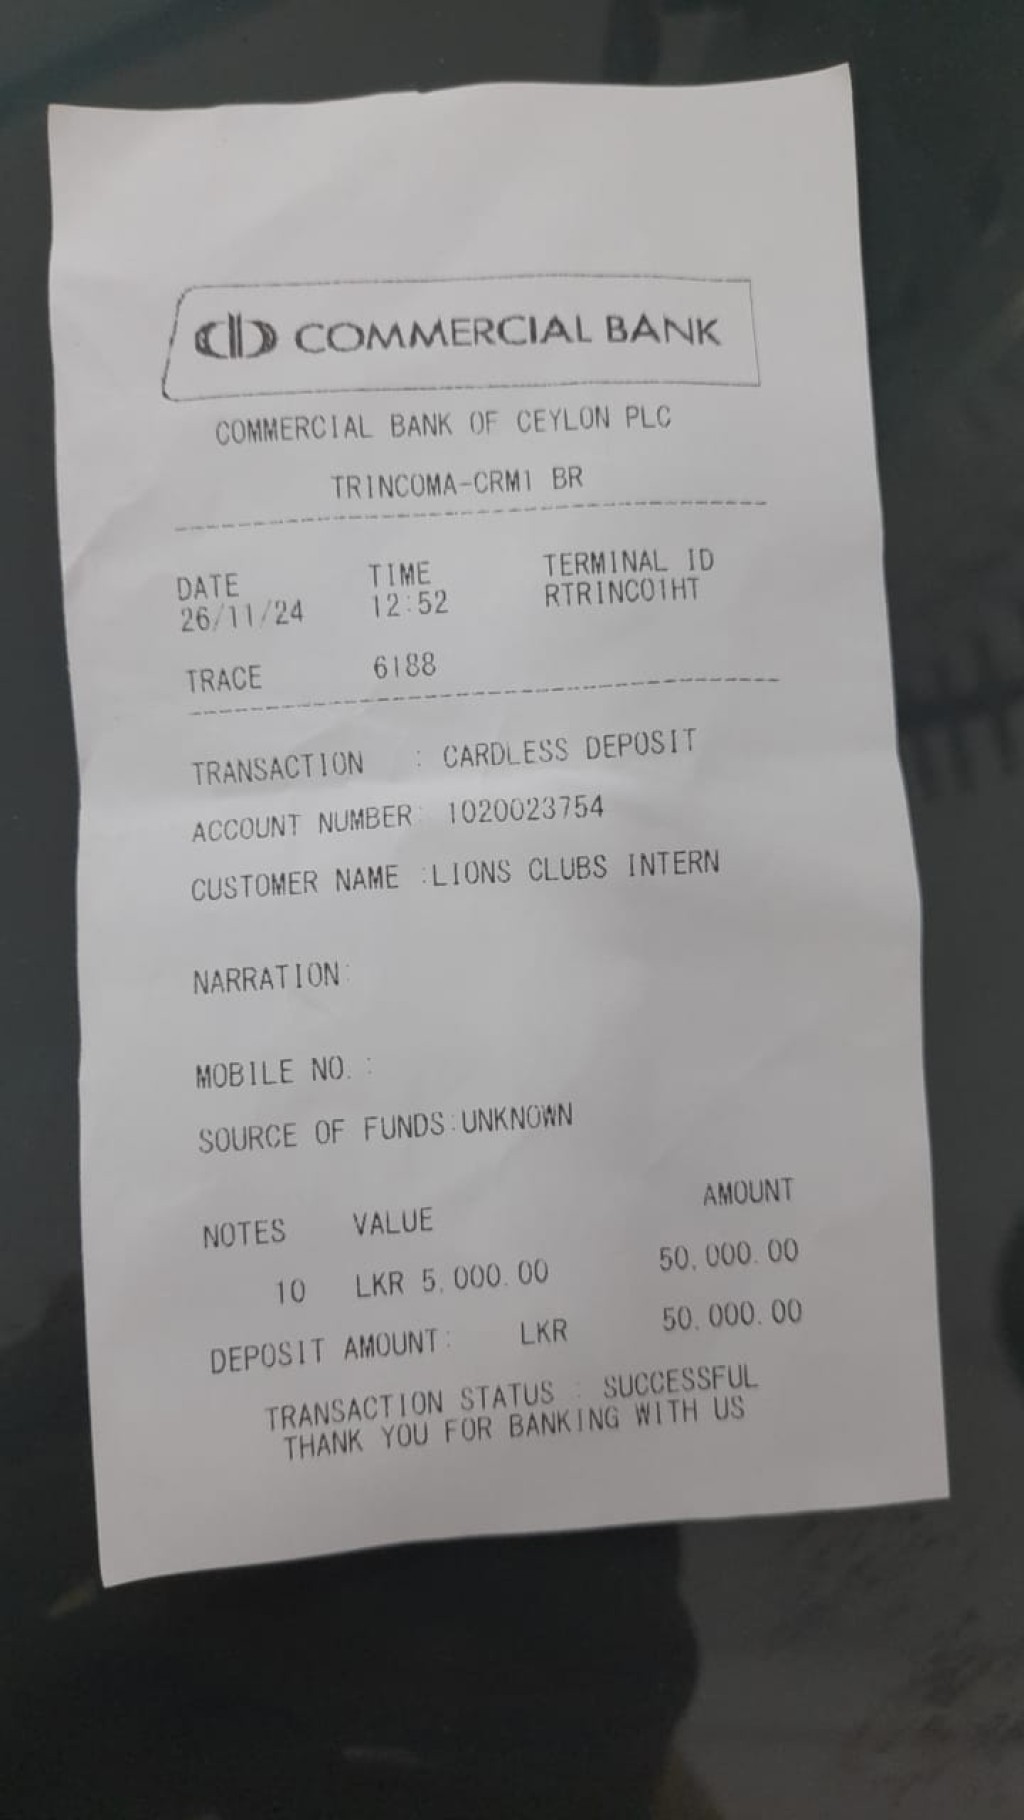 COMMERCIAL BANK
COMMERCIAL BANK OF CEYLON PLC
TRINCOMA-CRM1 BR
DATE TIME TERMINAL ID
26/11/24 12:52 RTRINCO1HT
TRACE 6188
TRANSACTION : CARDLESS DEPOSIT
ACCOUNT NUMBER: 1020023754
CUSTOMER NAME :LIONS CLUBS INTERN
NARRATION:
MOBILE NO. :
SOURCE OF FUNDS:UNKNOWN
NOTES VALUE AMOUNT
10 LKR 5,000.00 50,000.00
DEPOSIT AMOUNT: LKR 50,000.00
TRANSACTION STATUS : SUCCESSFUL
THANK YOU FOR BANKING WITH US